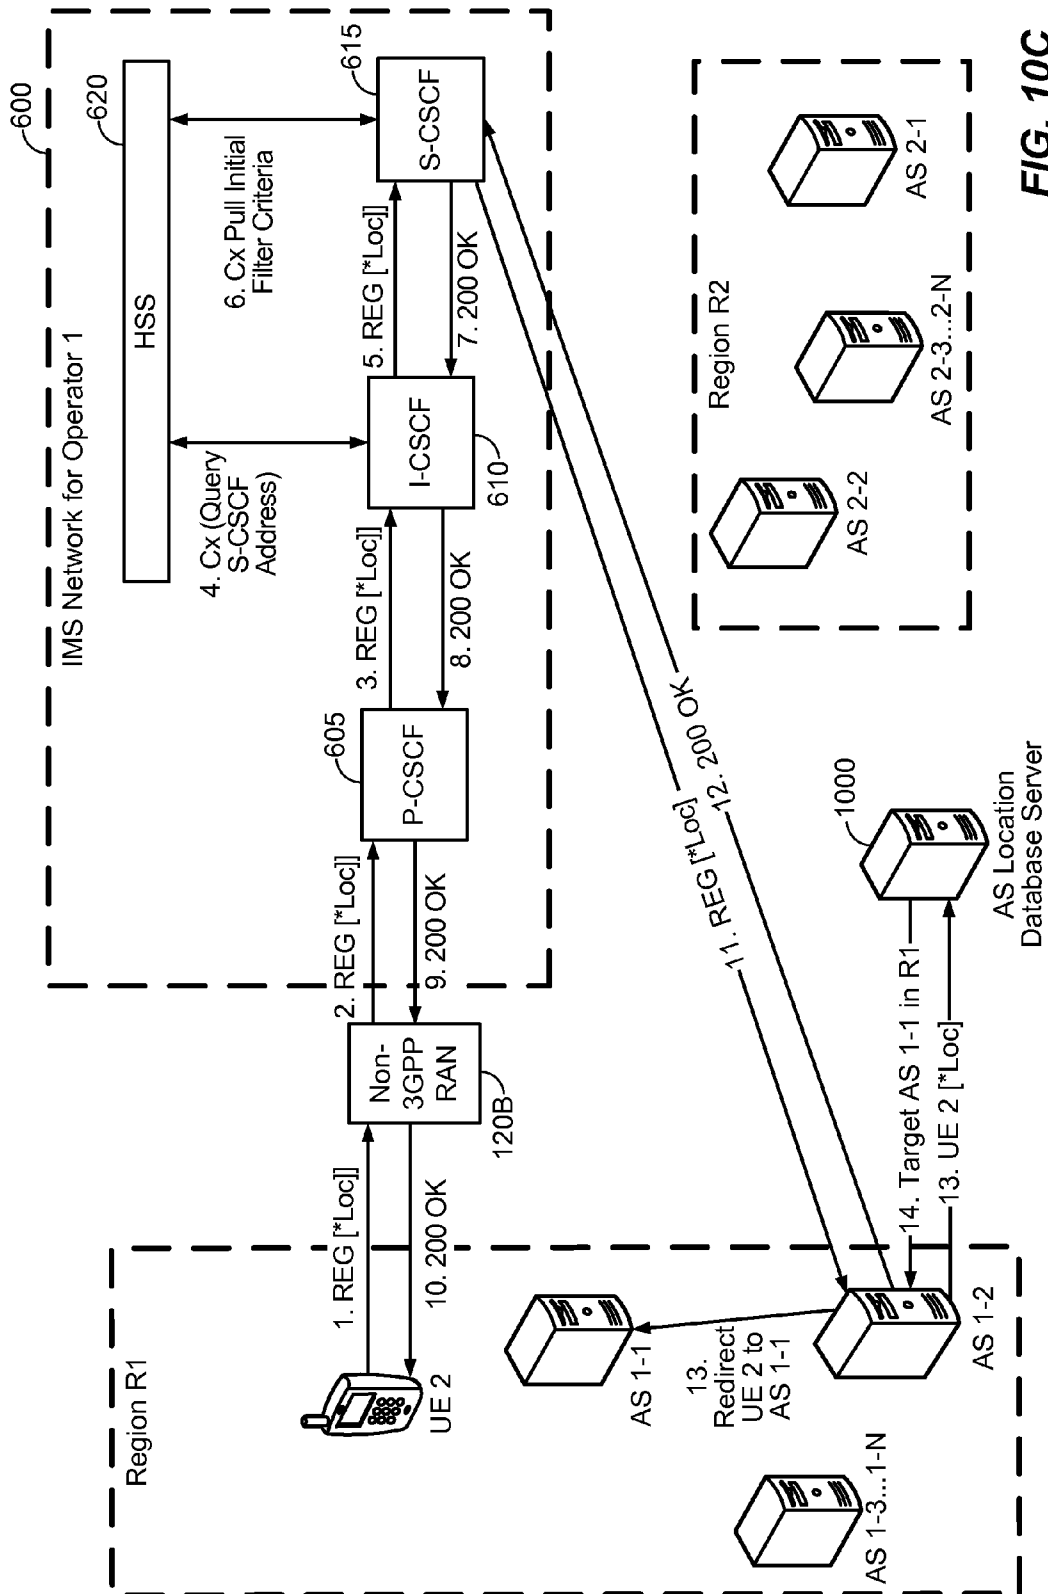 600
IMS Network for Operator 1
620
HSS
4. Cx (Query
S-CSCF
Address)
6. Cx Pull Initial
Filter Criteria
615
S-CSCF
5. REG [*Loc]]
7. 200 OK
I-CSCF
610
3. REG [*Loc]]
8. 200 OK
605
P-CSCF
2. REG [*Loc]]
9. 200 OK
Non-
3GPP
RAN
120B
1. REG [*Loc]]
10. 200 OK
Region R1
UE 2
AS 1-1
13.
Redirect
UE 2 to
AS 1-1
AS 1-3...1-N
AS 1-2
11. REG [*Loc]
12. 200 OK
14. Target AS 1-1 in R1
13. UE 2 [*Loc]
1000
AS Location
Database Server
Region R2
AS 2-2
AS 2-3...2-N
AS 2-1
FIG. 10C